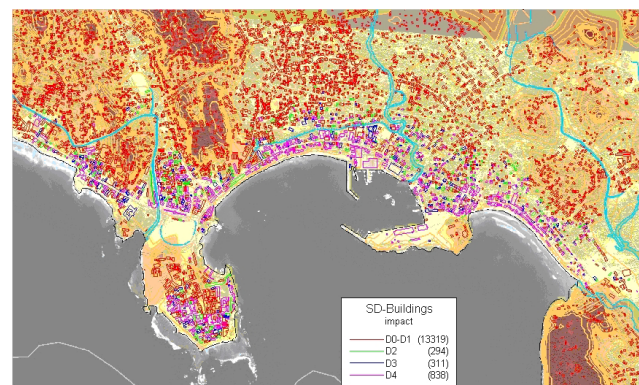 SD-Buildings
impact
D0-D1 (13319)
D2 (294)
D3 (311)
D4 (838)